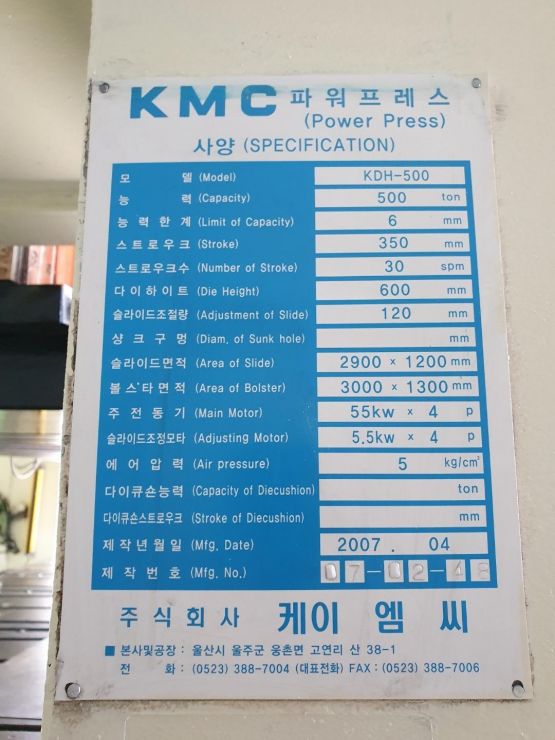 KMC 파워프레스
(Power Press)
사양 (SPECIFICATION)
모 델 (Model) KDH-500
능 력 (Capacity) 500 ton
능력한계 (Limit of Capacity) 6 mm
스트로우크 (Stroke) 350 mm
스트로우크수 (Number of Stroke) 30 spm
다이하이트 (Die Height) 600 mm
슬라이드조절량 (Adjustment of Slide) 120 mm
샹크구멍 (Diam. of Sunk hole) mm
슬라이드면적 (Area of Slide) 2900 × 1200 mm
볼스타면적 (Area of Bolster) 3000 × 1300 mm
주전동기 (Main Motor) 55kw × 4 p
슬라이드조정모타 (Adjusting Motor) 5.5kw × 4 p
에어압력 (Air pressure) 5 kg/cm²
다이큐숀능력 (Capacity of Diecushion) ton
다이큐숀스트로우크 (Stroke of Diecushion) mm
제작년월일 (Mfg. Date) 2007. 04
제작번호 (Mfg. No.) 07-02-48
주식회사 케이 엠 씨
■ 본사및공장 : 울산시 울주군 웅촌면 고연리 산 38-1
전 화 : (0523) 388-7004 (대표전화) FAX : (0523) 388-7006